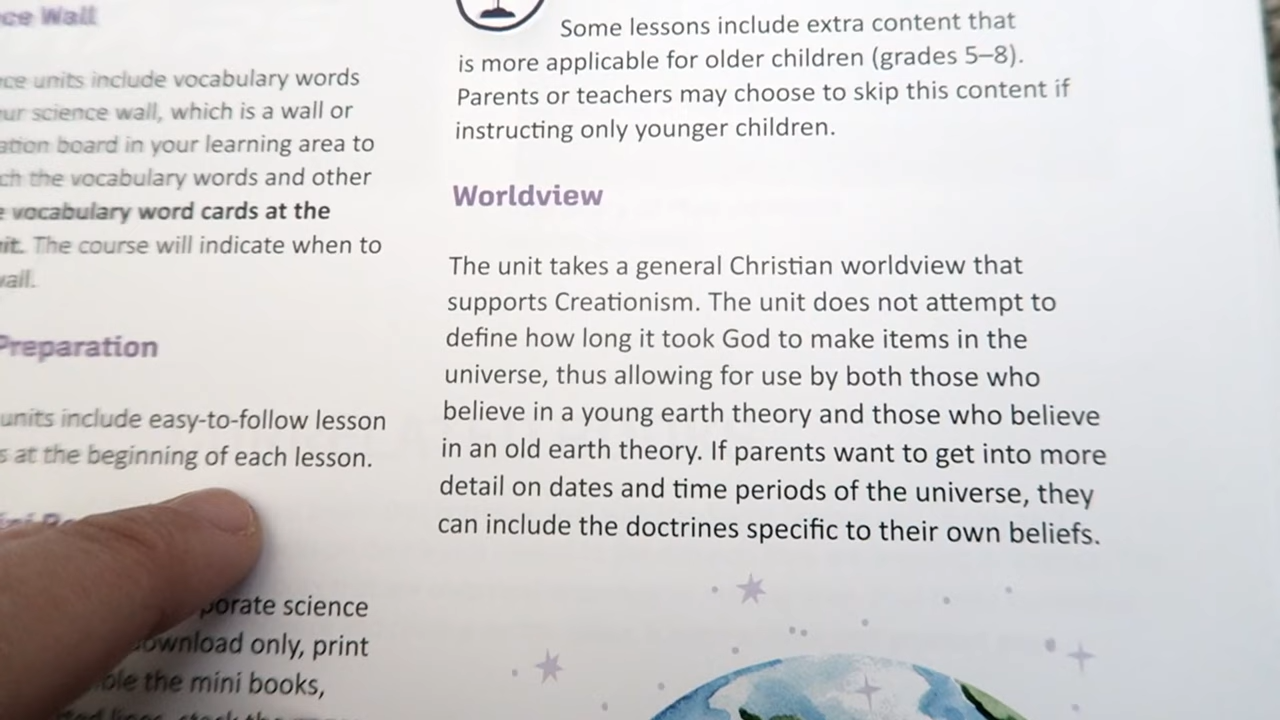 ce Wall
ce units include vocabulary words
ur science wall, which is a wall or
ation board in your learning area to
ch the vocabulary words and other
e vocabulary word cards at the
it. The course will indicate when to
all.
Preparation
units include easy-to-follow lesson
s at the beginning of each lesson.
porate science
ownload only, print
ble the mini books,
Some lessons include extra content that
is more applicable for older children (grades 5–8).
Parents or teachers may choose to skip this content if
instructing only younger children.
Worldview
The unit takes a general Christian worldview that
supports Creationism. The unit does not attempt to
define how long it took God to make items in the
universe, thus allowing for use by both those who
believe in a young earth theory and those who believe
in an old earth theory. If parents want to get into more
detail on dates and time periods of the universe, they
can include the doctrines specific to their own beliefs.